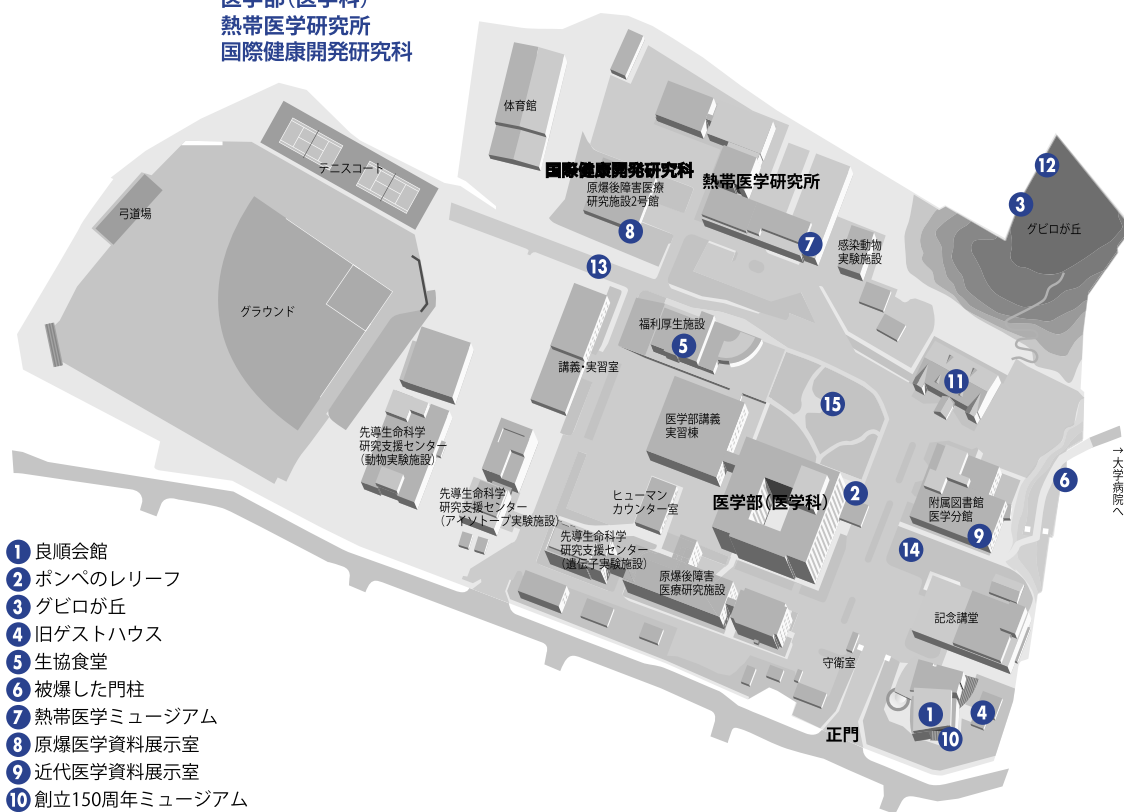 医学部（医学科）
熱帯医学研究所
国際健康開発研究科
体育館
テニスコート
弓道場
グラウンド
国際健康開発研究科
原爆後障害医療
研究施設2号館
8
熱帯医学研究所
7
感染動物
実験施設
12
3
グビロが丘
13
福利厚生施設
5
講義・実習室
11
15
医学部講義
実習棟
先導生命科学
研究支援センター
（動物実験施設）
先導生命科学
研究支援センター
（アイソトープ実験施設）
ヒューマン
カウンター室
医学部（医学科）
2
附属図書館
医学分館
9
6
→大学病院へ
14
先導生命科学
研究支援センター
（遺伝子実験施設）
原爆後障害
医療研究施設
記念講堂
守衛室
正門
1
4
10
1 良順会館
2 ポンペのレリーフ
3 グビロが丘
4 旧ゲストハウス
5 生協食堂
6 被爆した門柱
7 熱帯医学ミュージアム
8 原爆医学資料展示室
9 近代医学資料展示室
10 創立150周年ミュージアム